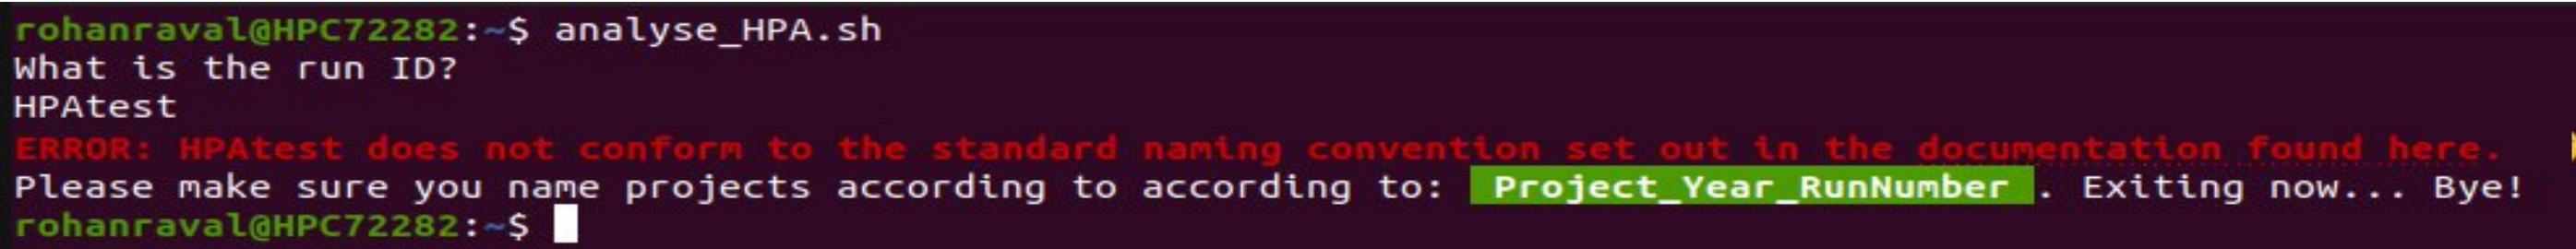 rohanraval@HPC72282:~$ analyse_HPA.sh
What is the run ID?
HPAtest
ERROR: HPAtest does not conform to the standard naming convention set out in the documentation found here.
Please make sure you name projects according to according to:  Project_Year_RunNumber . Exiting now... Bye!
rohanraval@HPC72282:~$